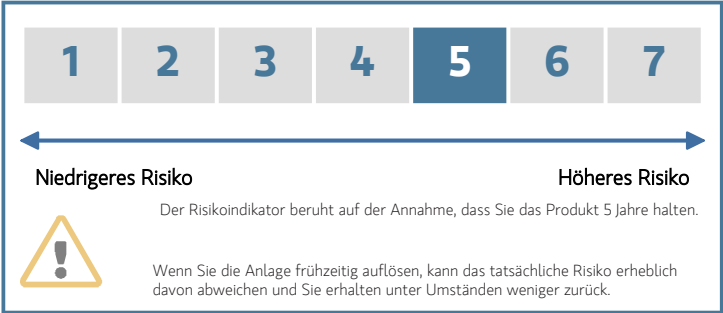 1 2 3 4 5 6 7
Niedrigeres Risiko Höheres Risiko
Der Risikoindikator beruht auf der Annahme, dass Sie das Produkt 5 Jahre halten.
Wenn Sie die Anlage frühzeitig auflösen, kann das tatsächliche Risiko erheblich
davon abweichen und Sie erhalten unter Umständen weniger zurück.